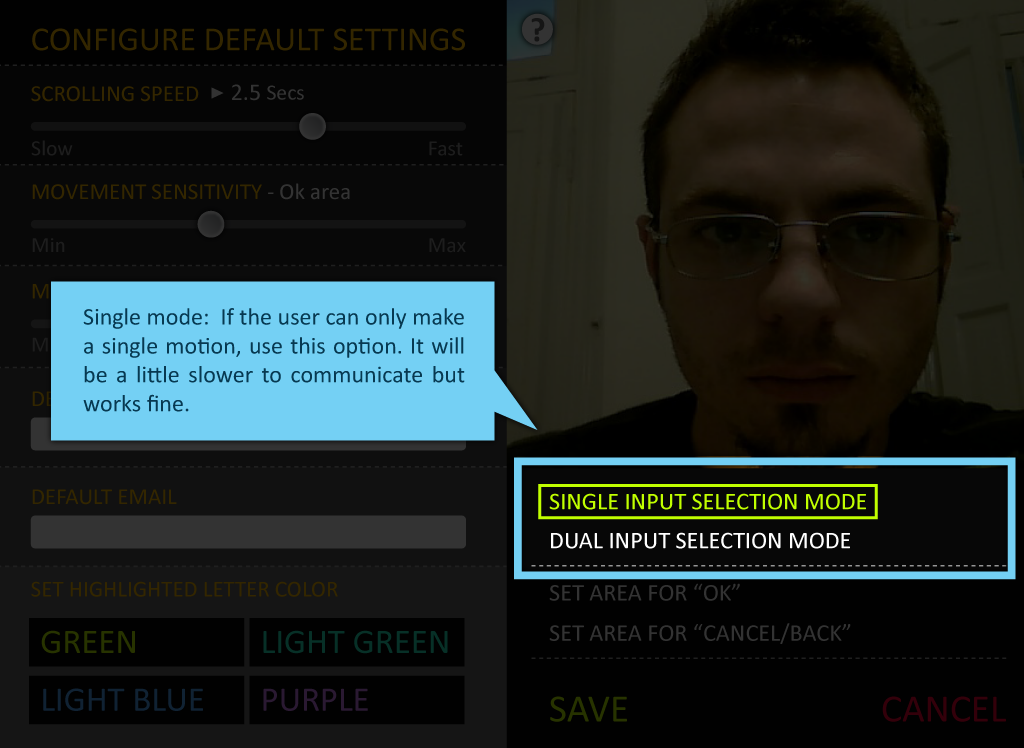 CONFIGURE DEFAULT SETTINGS
SCROLLING SPEED ► 2.5 Secs
Slow Fast
MOVEMENT SENSITIVITY - Ok area
Min Max
Single mode: If the user can only make
a single motion, use this option. It will
be a little slower to communicate but
works fine.
DEFAULT EMAIL
SET HIGHLIGHTED LETTER COLOR
GREEN LIGHT GREEN
LIGHT BLUE PURPLE
?
SINGLE INPUT SELECTION MODE
DUAL INPUT SELECTION MODE
SET AREA FOR “OK”
SET AREA FOR “CANCEL/BACK”
SAVE CANCEL